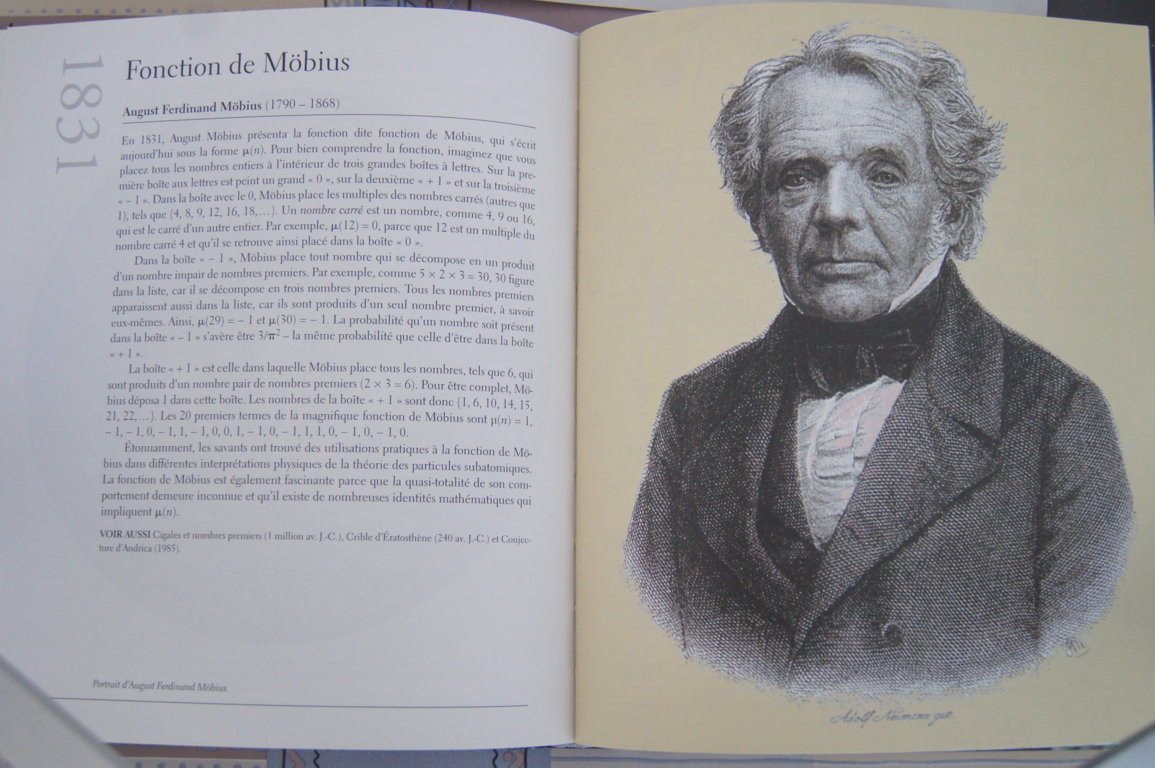 1831
Fonction de Möbius
August Ferdinand Möbius (1790 – 1868)
En 1831, August Möbius présenta la fonction dite fonction de Möbius, qui s'écrit
aujourd'hui sous la forme μ(n). Pour bien comprendre la fonction, imaginez que vous
placez tous les nombres entiers à l'intérieur de trois grandes boîtes à lettres. Sur la pre-
mière boîte aux lettres est peint un grand « 0 », sur la deuxième « + 1 » et sur la troisième
« – 1 ». Dans la boîte avec le 0, Möbius place les multiples des nombres carrés (autres que
1), tels que {4, 8, 9, 12, 16, 18,…}. Un nombre carré est un nombre, comme 4, 9 ou 16,
qui est le carré d'un autre entier. Par exemple, μ(12) = 0, parce que 12 est un multiple du
nombre carré 4 et qu'il se retrouve ainsi placé dans la boîte « 0 ».
Dans la boîte « – 1 », Möbius place tout nombre qui se décompose en un produit
d'un nombre impair de nombres premiers. Par exemple, comme 5 × 2 × 3 = 30, 30 figure
dans la liste, car il se décompose en trois nombres premiers. Tous les nombres premiers
apparaissent aussi dans la liste, car ils sont produits d'un seul nombre premier, à savoir
eux-mêmes. Ainsi, μ(29) = – 1 et μ(30) = – 1. La probabilité qu'un nombre soit présent
dans la boîte « – 1 » s'avère être 3/π² – la même probabilité que celle d'être dans la boîte
« + 1 ».
La boîte « + 1 » est celle dans laquelle Möbius place tous les nombres, tels que 6, qui
sont produits d'un nombre pair de nombres premiers (2 × 3 = 6). Pour être complet, Mö-
bius déposa 1 dans cette boîte. Les nombres de la boîte « + 1 » sont donc {1, 6, 10, 14, 15,
21, 22,…}. Les 20 premiers termes de la magnifique fonction de Möbius sont μ(n) = 1,
– 1, – 1, 0, – 1, 1, – 1, 0, 0, 1, – 1, 0, – 1, 1, 1, 0, – 1, 0, – 1, 0.
Étonnamment, les savants ont trouvé des utilisations pratiques à la fonction de Mö-
bius dans différentes interprétations physiques de la théorie des particules subatomiques.
La fonction de Möbius est également fascinante parce que la quasi-totalité de son com-
portement demeure inconnue et qu'il existe de nombreuses identités mathématiques qui
impliquent μ(n).
VOIR AUSSI Cigales et nombres premiers (1 million av. J.-C.), Crible d'Ératosthène (240 av. J.-C.) et Conjec-
ture d'Andrica (1985).
Portrait d'August Ferdinand Möbius.
Adolf Neumann gez.